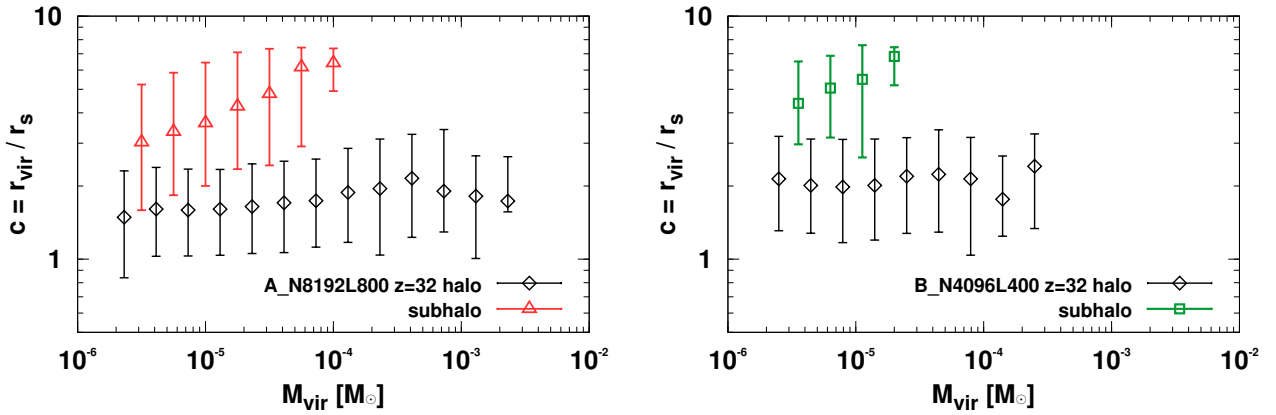 10
1
c = r_vir / r_s
A_N8192L800 z=32 halo
subhalo
10^-6 10^-5 10^-4 10^-3 10^-2
M_vir [M_☉]
10
1
c = r_vir / r_s
B_N4096L400 z=32 halo
subhalo
10^-6 10^-5 10^-4 10^-3 10^-2
M_vir [M_☉]